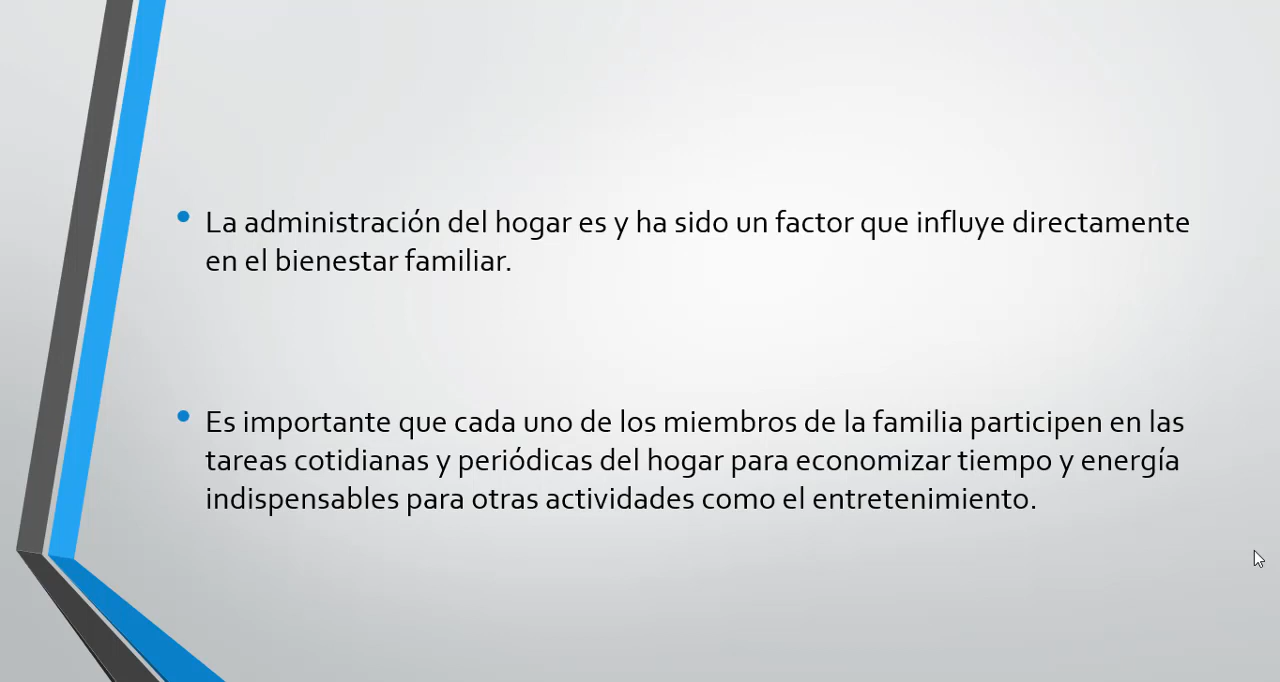 • La administración del hogar es y ha sido un factor que influye directamente
en el bienestar familiar.
• Es importante que cada uno de los miembros de la familia participen en las
tareas cotidianas y periódicas del hogar para economizar tiempo y energía
indispensables para otras actividades como el entretenimiento.